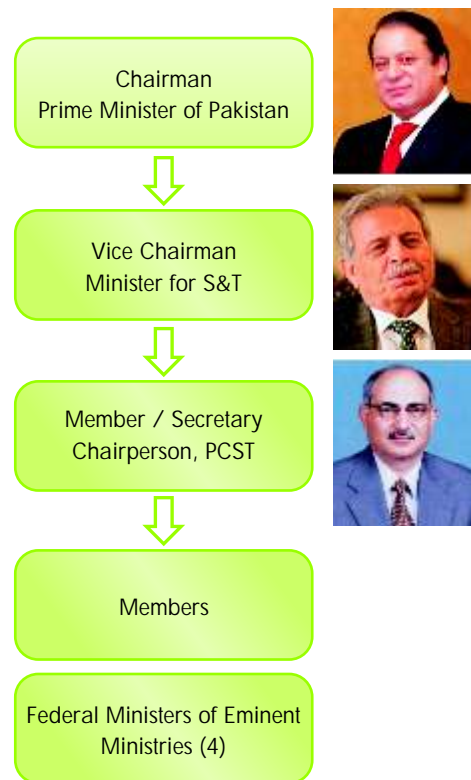 Chairman
Prime Minister of Pakistan
Vice Chairman
Minister for S&T
Member / Secretary
Chairperson, PCST
Members
Federal Ministers of Eminent
Ministries (4)